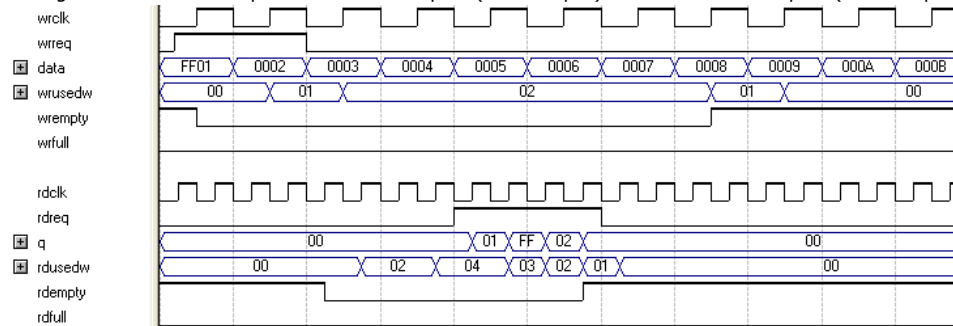 wrclk
wrreq
data FF01 0002 0003 0004 0005 0006 0007 0008 0009 000A 000B
wrusedw 00 01 02 01 00
wrempty
wrfull
rdclk
rdreq
q 00 01 FF 02 00
rdusedw 00 02 04 03 02 01 00
rdempty
rdfull